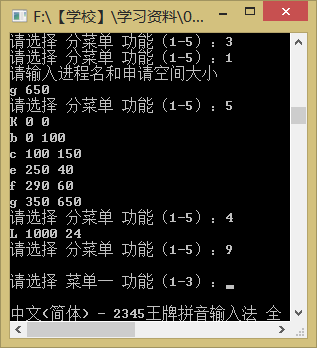 F:\【学校】\学习资料\0...
请选择 分菜单 功能（1-5）：3
请选择 分菜单 功能（1-5）：1
请输入进程名和申请空间大小
g 650
请选择 分菜单 功能（1-5）：5
K 0 0
b 0 100
c 100 150
e 250 40
f 290 60
g 350 650
请选择 分菜单 功能（1-5）：4
L 1000 24
请选择 分菜单 功能（1-5）：9
请选择 菜单一 功能（1-3）：
中文(简体) - 2345王牌拼音输入法 全